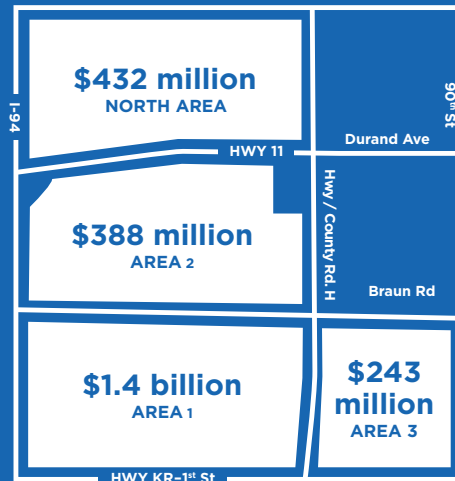 $432 million
NORTH AREA
I-94
90th St
Durand Ave
HWY 11
Hwy / County Rd. H
$388 million
AREA 2
Braun Rd
$1.4 billion
AREA 1
$243
million
AREA 3
HWY KR–1st St